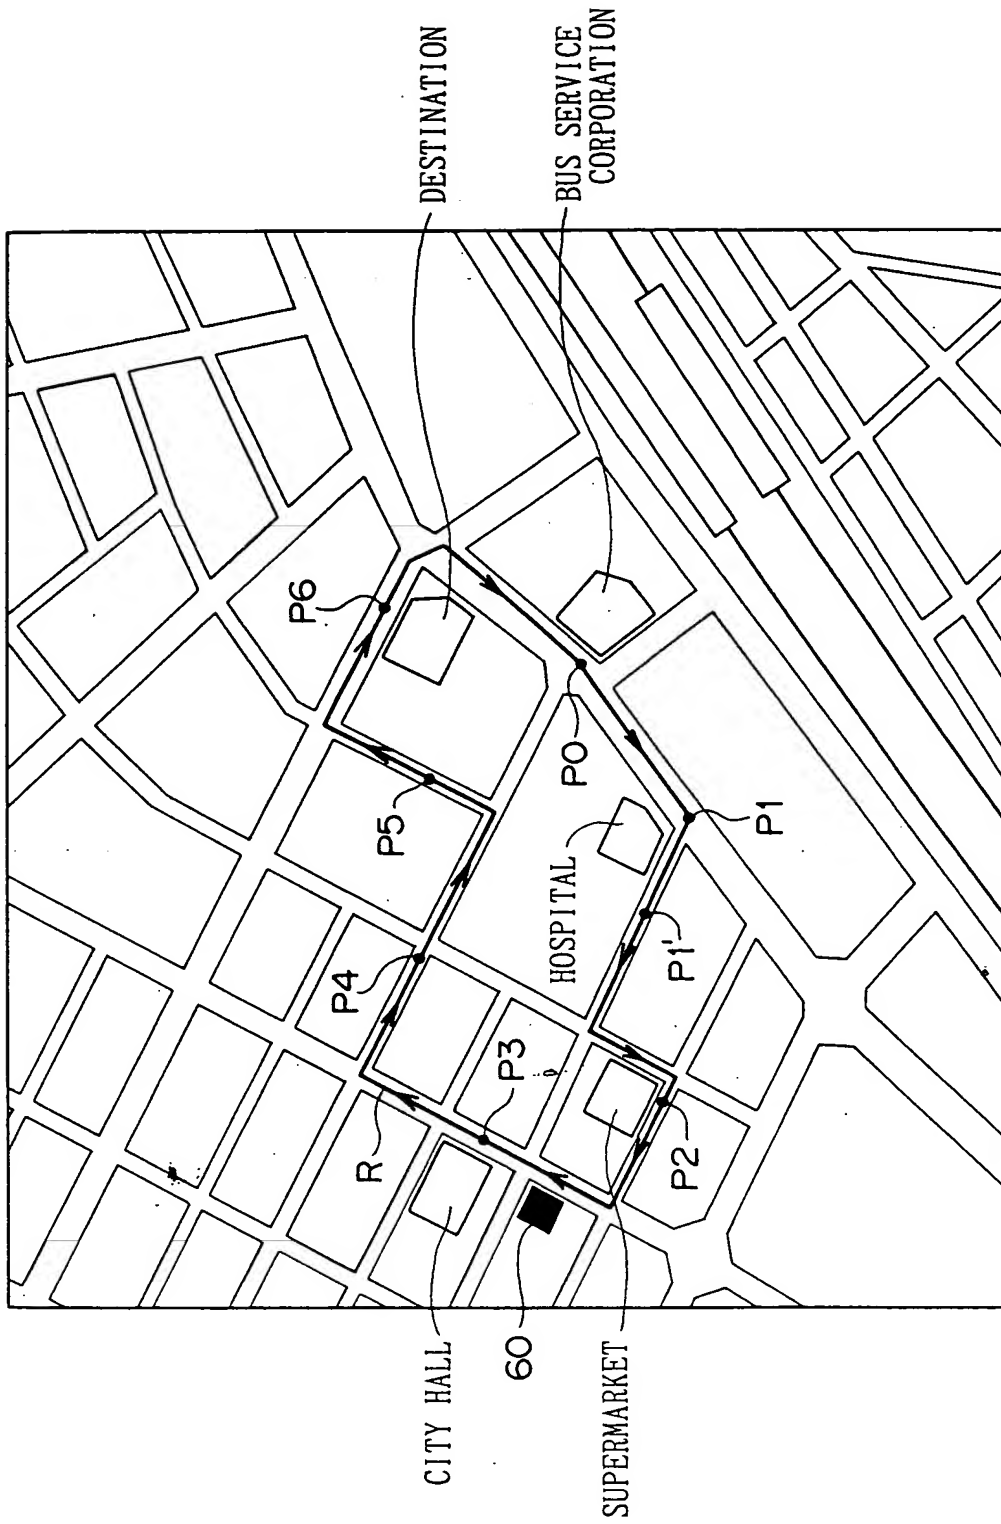 CITY HALL
60
SUPERMARKET
R
P3
P2
P4
HOSPITAL
P1'
P5
P0
P1
P6
DESTINATION
BUS SERVICE
CORPORATION